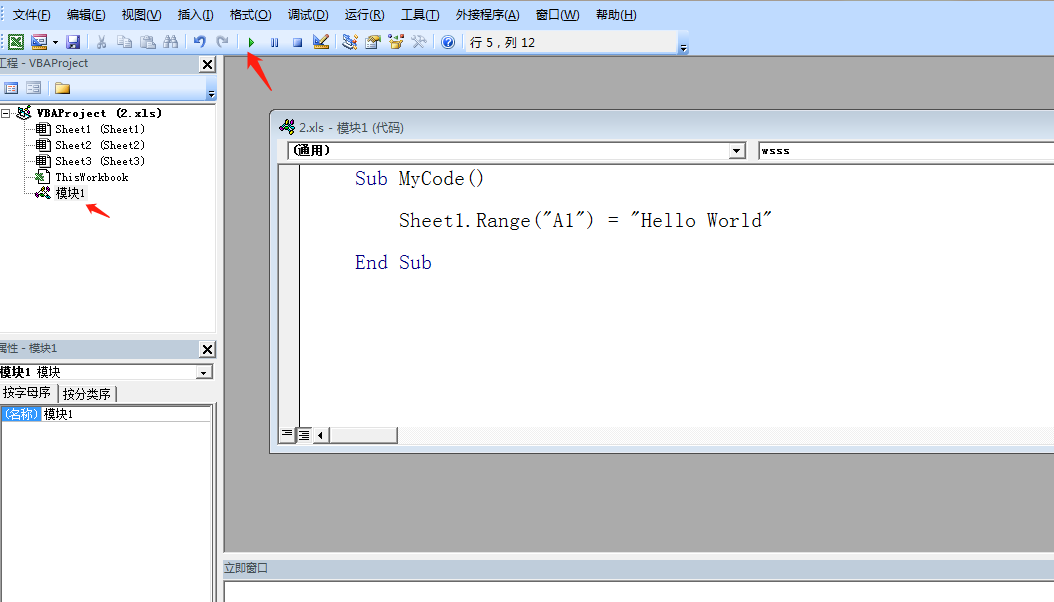 文件(F) 编辑(E) 视图(V) 插入(I) 格式(O) 调试(D) 运行(R) 工具(T) 外接程序(A) 窗口(W) 帮助(H)
行 5 , 列 12
工程 - VBAProject
VBAProject (2.xls)
Sheet1 (Sheet1)
Sheet2 (Sheet2)
Sheet3 (Sheet3)
ThisWorkbook
模块1
属性 - 模块1
模块1 模块
按字母序 按分类序
(名称) 模块1
2.xls - 模块1 (代码)
(通用) wsss
Sub MyCode()
Sheet1.Range("A1") = "Hello World"
End Sub
立即窗口